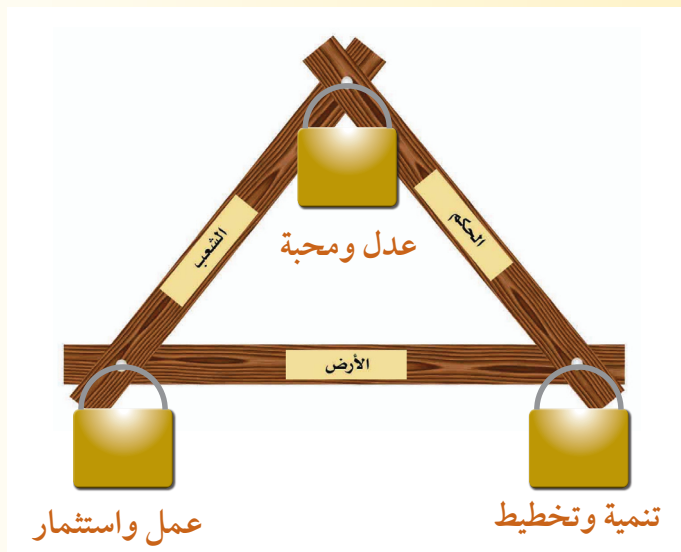 الحكم
الشعب
عدل ومحبة
الأرض
تنمية وتخطيط
عمل واستثمار